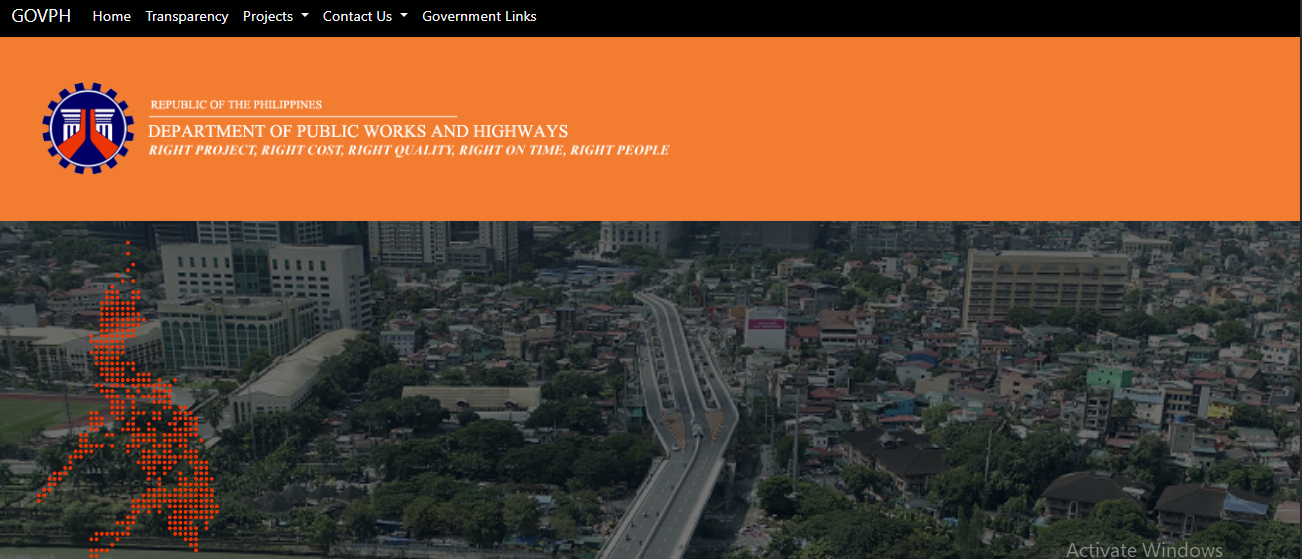 GOVPH Home Transparency Projects Contact Us Government Links
REPUBLIC OF THE PHILIPPINES
DEPARTMENT OF PUBLIC WORKS AND HIGHWAYS
RIGHT PROJECT, RIGHT COST, RIGHT QUALITY, RIGHT ON TIME, RIGHT PEOPLE
Activate Windows